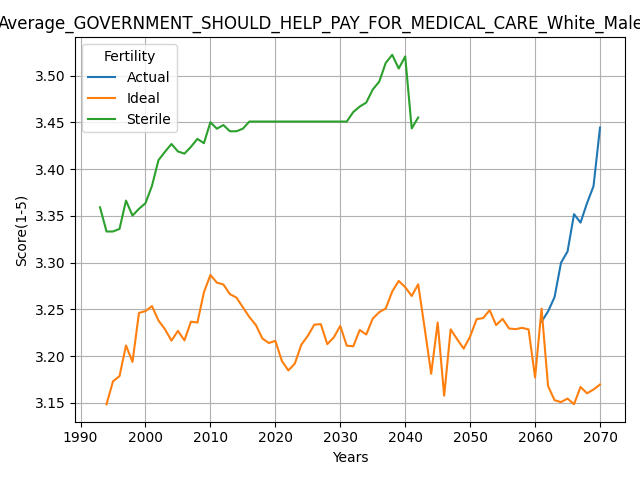 Average_GOVERNMENT_SHOULD_HELP_PAY_FOR_MEDICAL_CARE_White_Male
Fertility
Actual
Ideal
Sterile
Score(1-5)
3.50
3.45
3.40
3.35
3.30
3.25
3.20
3.15
1990 2000 2010 2020 2030 2040 2050 2060 2070
Years